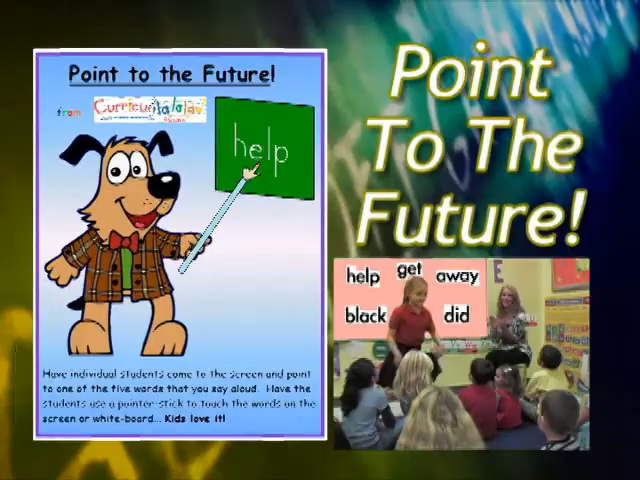 Point to the Future!
from
help
Have individual students come to the screen and point
to one of the five words that you say aloud. Have the
students use a pointer-stick to touch the words on the
screen or white-board... Kids love it!
Point
To The
Future!
help get away
black did